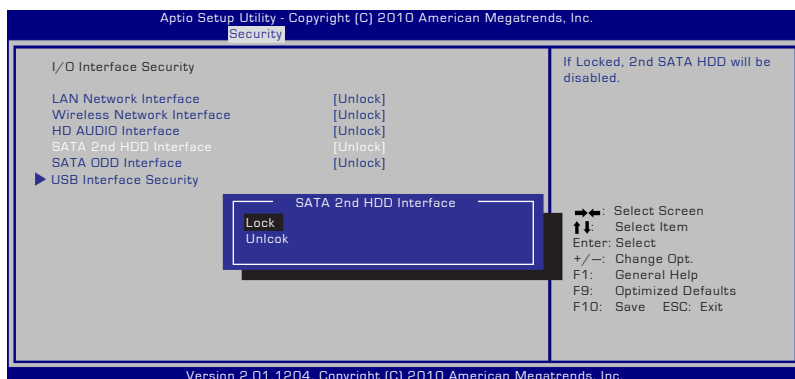 Aptio Setup Utility - Copyright (C) 2010 American Megatrends, Inc.
Security
I/O Interface Security
LAN Network Interface [Unlock]
Wireless Network Interface [Unlock]
HD AUDIO Interface [Unlock]
SATA 2nd HDD Interface [Unlock]
SATA ODD Interface [Unlock]
USB Interface Security
SATA 2nd HDD Interface
Lock
Unlcok
If Locked, 2nd SATA HDD will be
disabled.
→←: Select Screen
↑↓: Select Item
Enter: Select
+/—: Change Opt.
F1: General Help
F9: Optimized Defaults
F10: Save ESC: Exit
Version 2.01.1204. Copyright (C) 2010 American Megatrends, Inc.